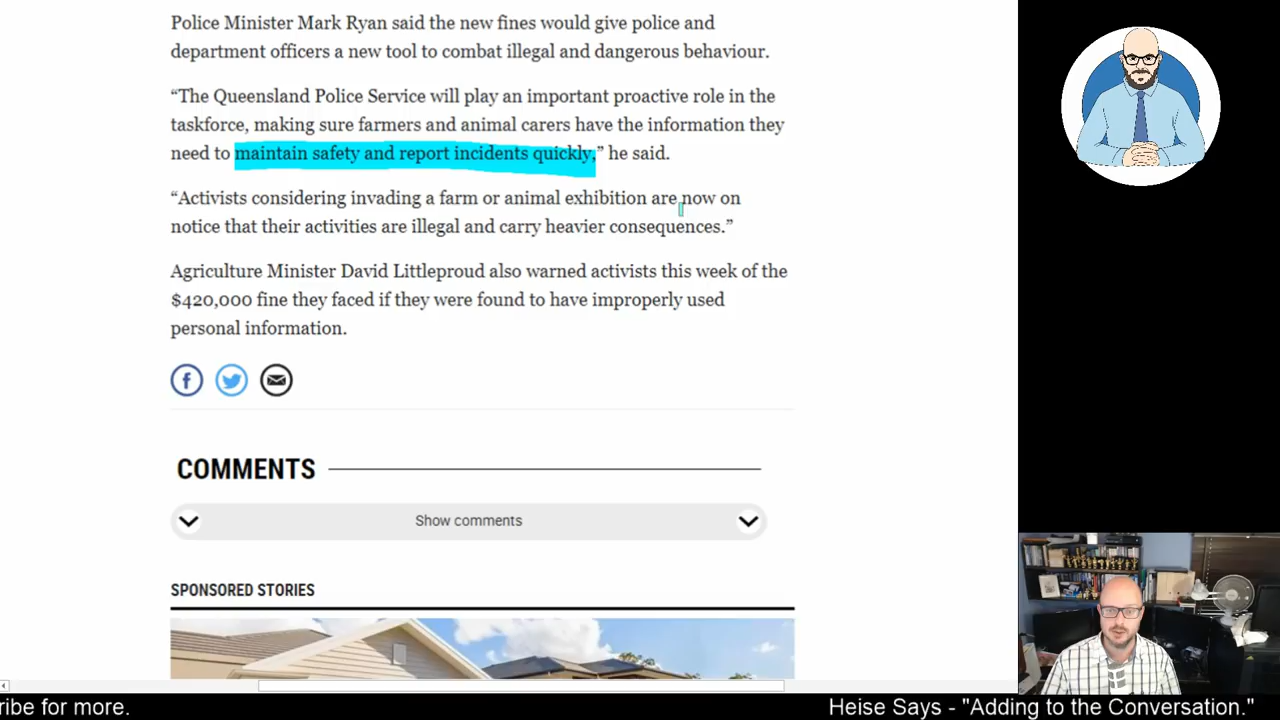 Police Minister Mark Ryan said the new fines would give police and
department officers a new tool to combat illegal and dangerous behaviour.
“The Queensland Police Service will play an important proactive role in the
taskforce, making sure farmers and animal carers have the information they
need to maintain safety and report incidents quickly,” he said.
“Activists considering invading a farm or animal exhibition are now on
notice that their activities are illegal and carry heavier consequences.”
Agriculture Minister David Littleproud also warned activists this week of the
$420,000 fine they faced if they were found to have improperly used
personal information.
COMMENTS
Show comments
SPONSORED STORIES
ribe for more.
Heise Says - "Adding to the Conversation."